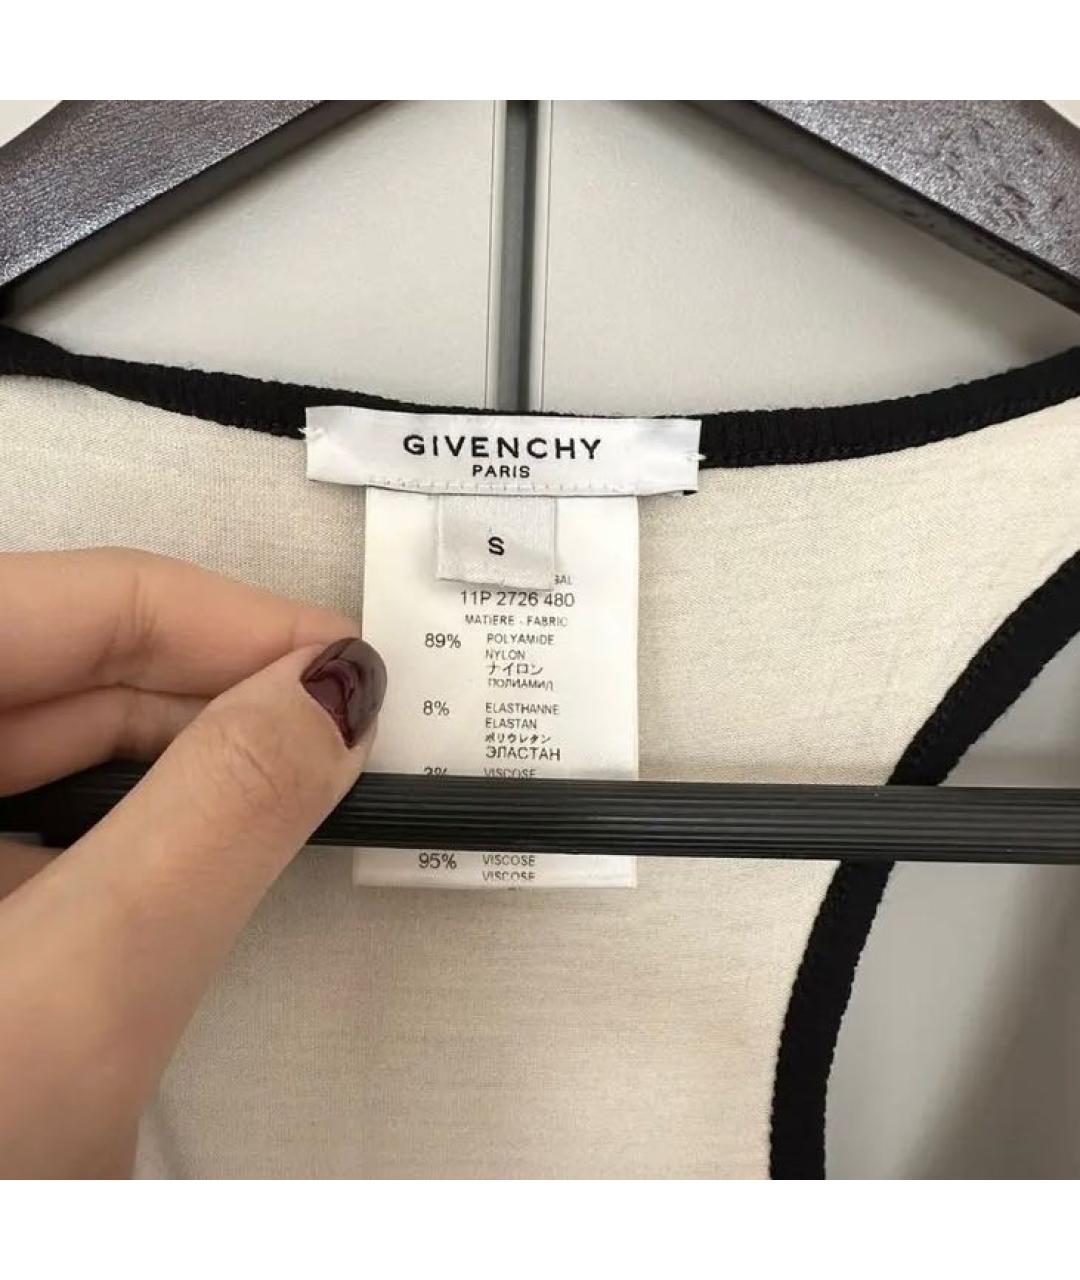 GIVENCHY
PARIS
S
11P 2726 480
MATIERE - FABRIC
89% POLYAMIDE
NYLON
ナイロン
ПОЛИАМИД
8% ELASTHANNE
ELASTAN
ポリウレタン
ЭЛАСТАН
3% VISCOSE
95% VISCOSE
VISCOSE